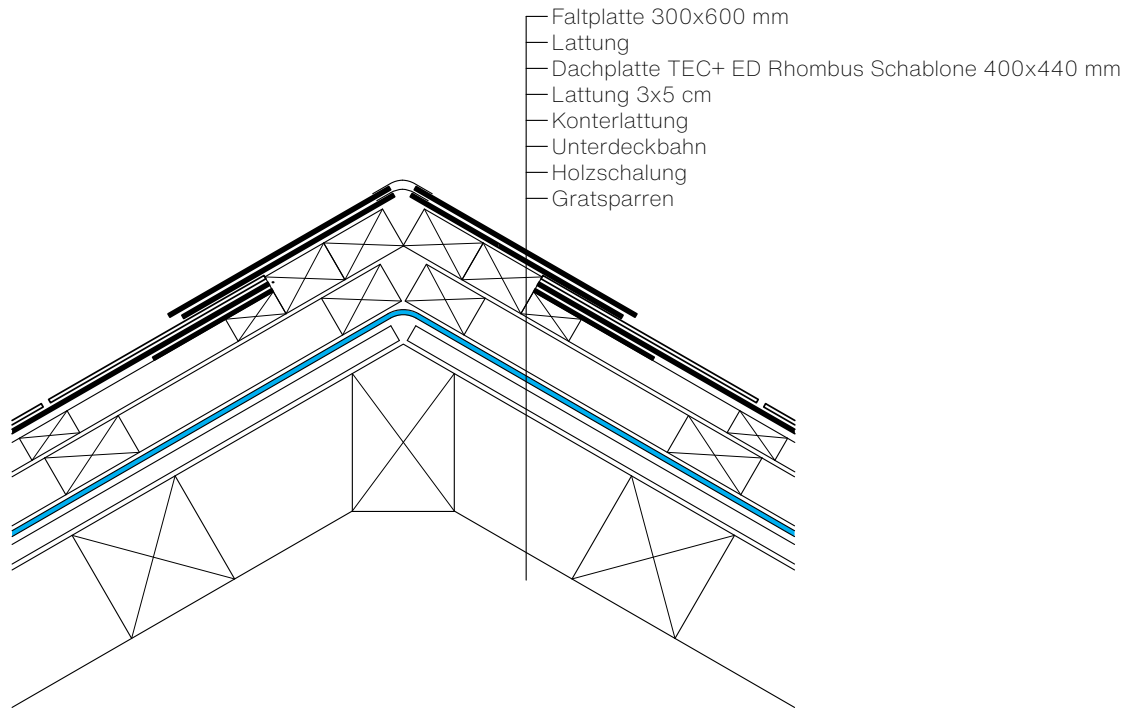 Faltplatte 300x600 mm
Lattung
Dachplatte TEC+ ED Rhombus Schablone 400x440 mm
Lattung 3x5 cm
Konterlattung
Unterdeckbahn
Holzschalung
Gratsparren